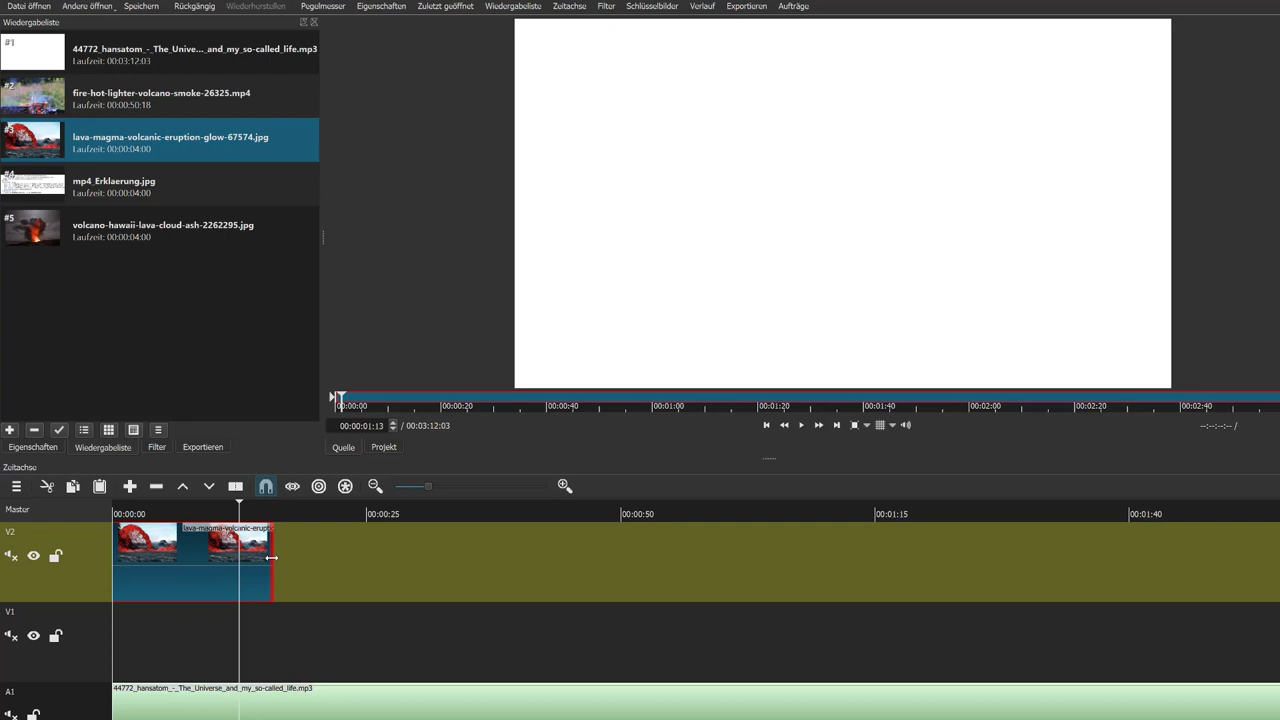 Datei öffnen Andere öffnen Speichern Rückgängig Wiederherstellen Pegelmesser Eigenschaften Zuletzt geöffnet Wiedergabeliste Zeitachse Filter Schlüsselbilder Verlauf Exportieren Aufträge
Wiedergabeliste
#1
44772_hansatom_-_The_Unive..._and_my_so-called_life.mp3
Laufzeit: 00:03:12:03
#2
fire-hot-lighter-volcano-smoke-26325.mp4
Laufzeit: 00:00:50:18
#3
lava-magma-volcanic-eruption-glow-67574.jpg
Laufzeit: 00:00:04:00
#4
mp4_Erklaerung.jpg
Laufzeit: 00:00:04:00
#5
volcano-hawaii-lava-cloud-ash-2262295.jpg
Laufzeit: 00:00:04:00
00:00:00 00:00:20 00:00:40 00:01:00 00:01:20 00:01:40 00:02:00 00:02:20 00:02:40
00:00:01:13 / 00:03:12:03 --:--:--:-- /
Eigenschaften Wiedergabeliste Filter Exportieren Quelle Projekt
Zeitachse
Master 00:00:00 00:00:25 00:00:50 00:01:15 00:01:40
V2 lava-magma-volcanic-erupti
V1
A1 44772_hansatom_-_The_Universe_and_my_so-called_life.mp3